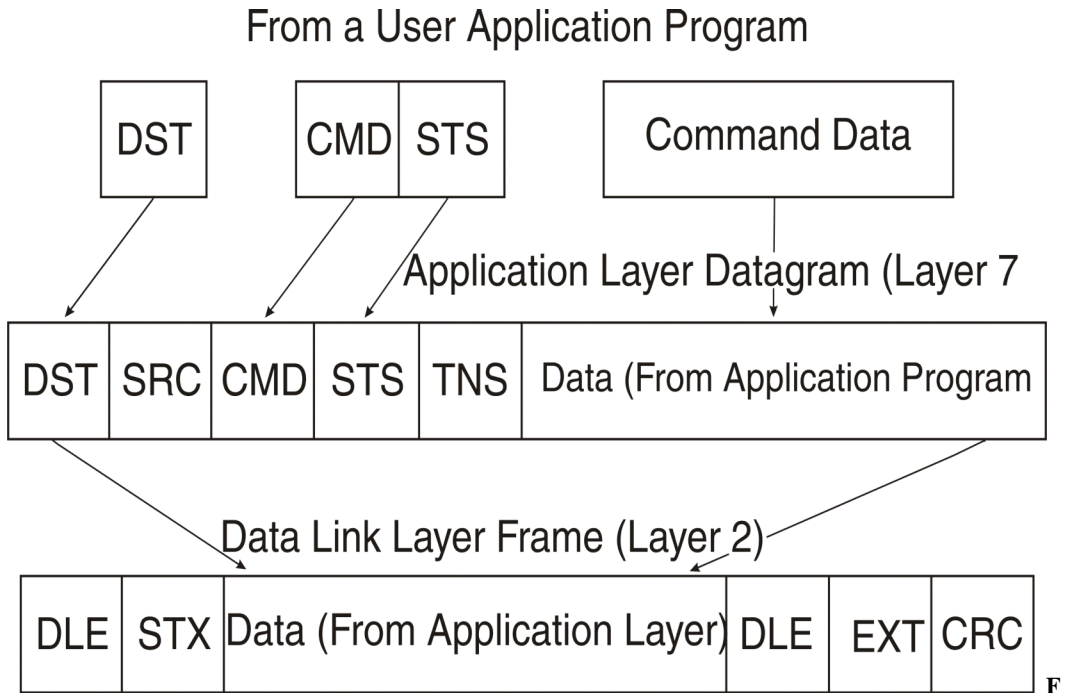 From a User Application Program
DST CMD STS Command Data
Application Layer Datagram (Layer 7
DST SRC CMD STS TNS Data (From Application Program
Data Link Layer Frame (Layer 2)
DLE STX Data (From Application Layer) DLE EXT CRC
F